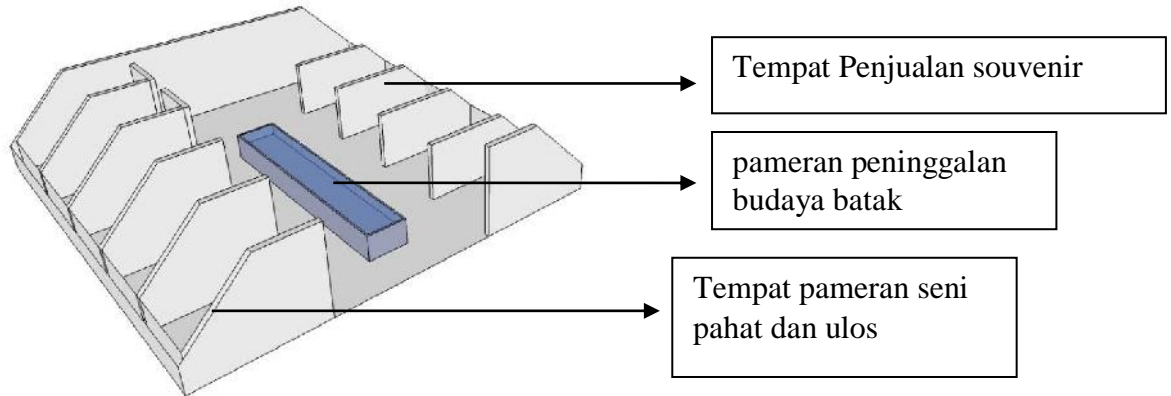 Tempat Penjualan souvenir
pameran peninggalan
budaya batak
Tempat pameran seni
pahat dan ulos